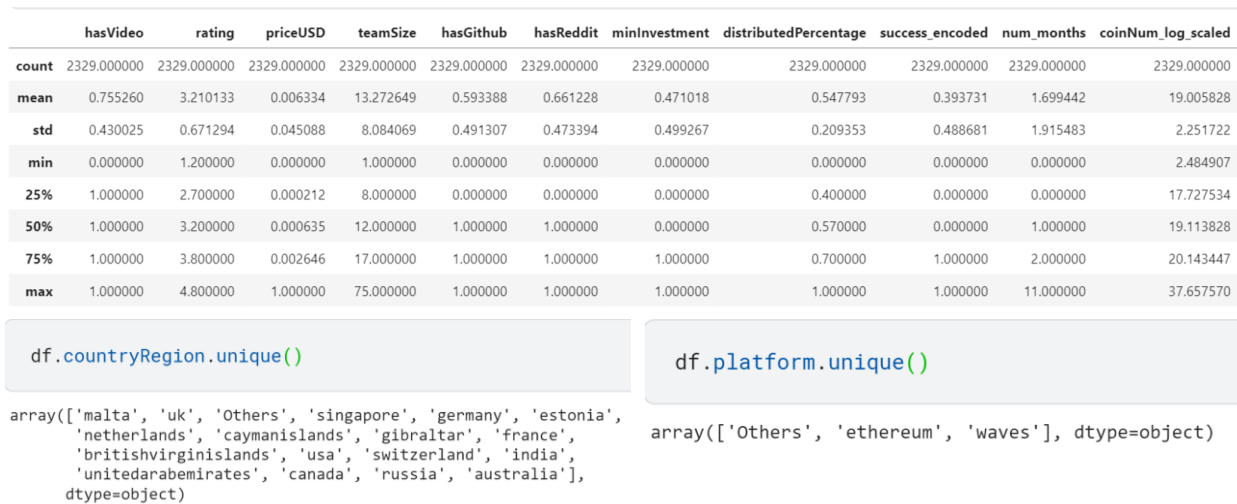 hasVideo rating priceUSD teamSize hasGithub hasReddit minInvestment distributedPercentage success_encoded num_months coinNum_log_scaled
count 2329.000000 2329.000000 2329.000000 2329.000000 2329.000000 2329.000000 2329.000000 2329.000000 2329.000000 2329.000000 2329.000000
mean 0.755260 3.210133 0.006334 13.272649 0.593388 0.661228 0.471018 0.547793 0.393731 1.699442 19.005828
std 0.430025 0.671294 0.045088 8.084069 0.491307 0.473394 0.499267 0.209353 0.488681 1.915483 2.251722
min 0.000000 1.200000 0.000000 1.000000 0.000000 0.000000 0.000000 0.000000 0.000000 0.000000 2.484907
25% 1.000000 2.700000 0.000212 8.000000 0.000000 0.000000 0.000000 0.400000 0.000000 0.000000 17.727534
50% 1.000000 3.200000 0.000635 12.000000 1.000000 1.000000 0.000000 0.570000 0.000000 1.000000 19.113828
75% 1.000000 3.800000 0.002646 17.000000 1.000000 1.000000 1.000000 0.700000 1.000000 2.000000 20.143447
max 1.000000 4.800000 1.000000 75.000000 1.000000 1.000000 1.000000 1.000000 1.000000 11.000000 37.657570
df.countryRegion.unique()
array(['malta', 'uk', 'Others', 'singapore', 'germany', 'estonia',
'netherlands', 'caymanislands', 'gibraltar', 'france',
'britishvirginislands', 'usa', 'switzerland', 'india',
'unitedarabemirates', 'canada', 'russia', 'australia'],
dtype=object)
df.platform.unique()
array(['Others', 'ethereum', 'waves'], dtype=object)